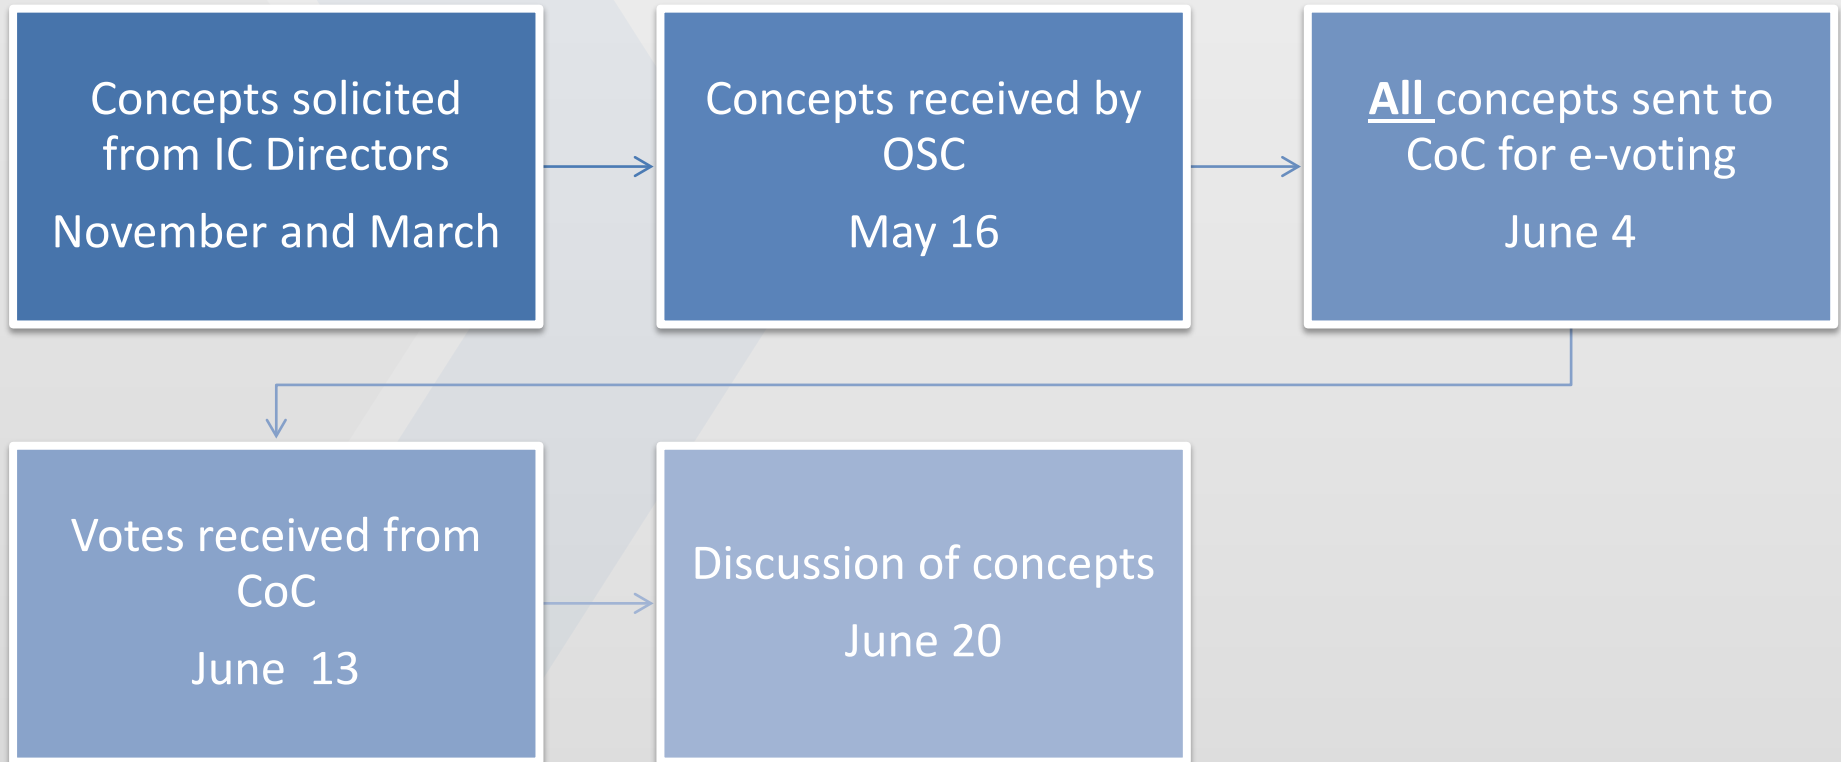 Concepts solicited
from IC Directors
November and March
Concepts received by
OSC
May 16
All concepts sent to
CoC for e-voting
June 4
Votes received from
CoC
June  13
Discussion of concepts
June 20